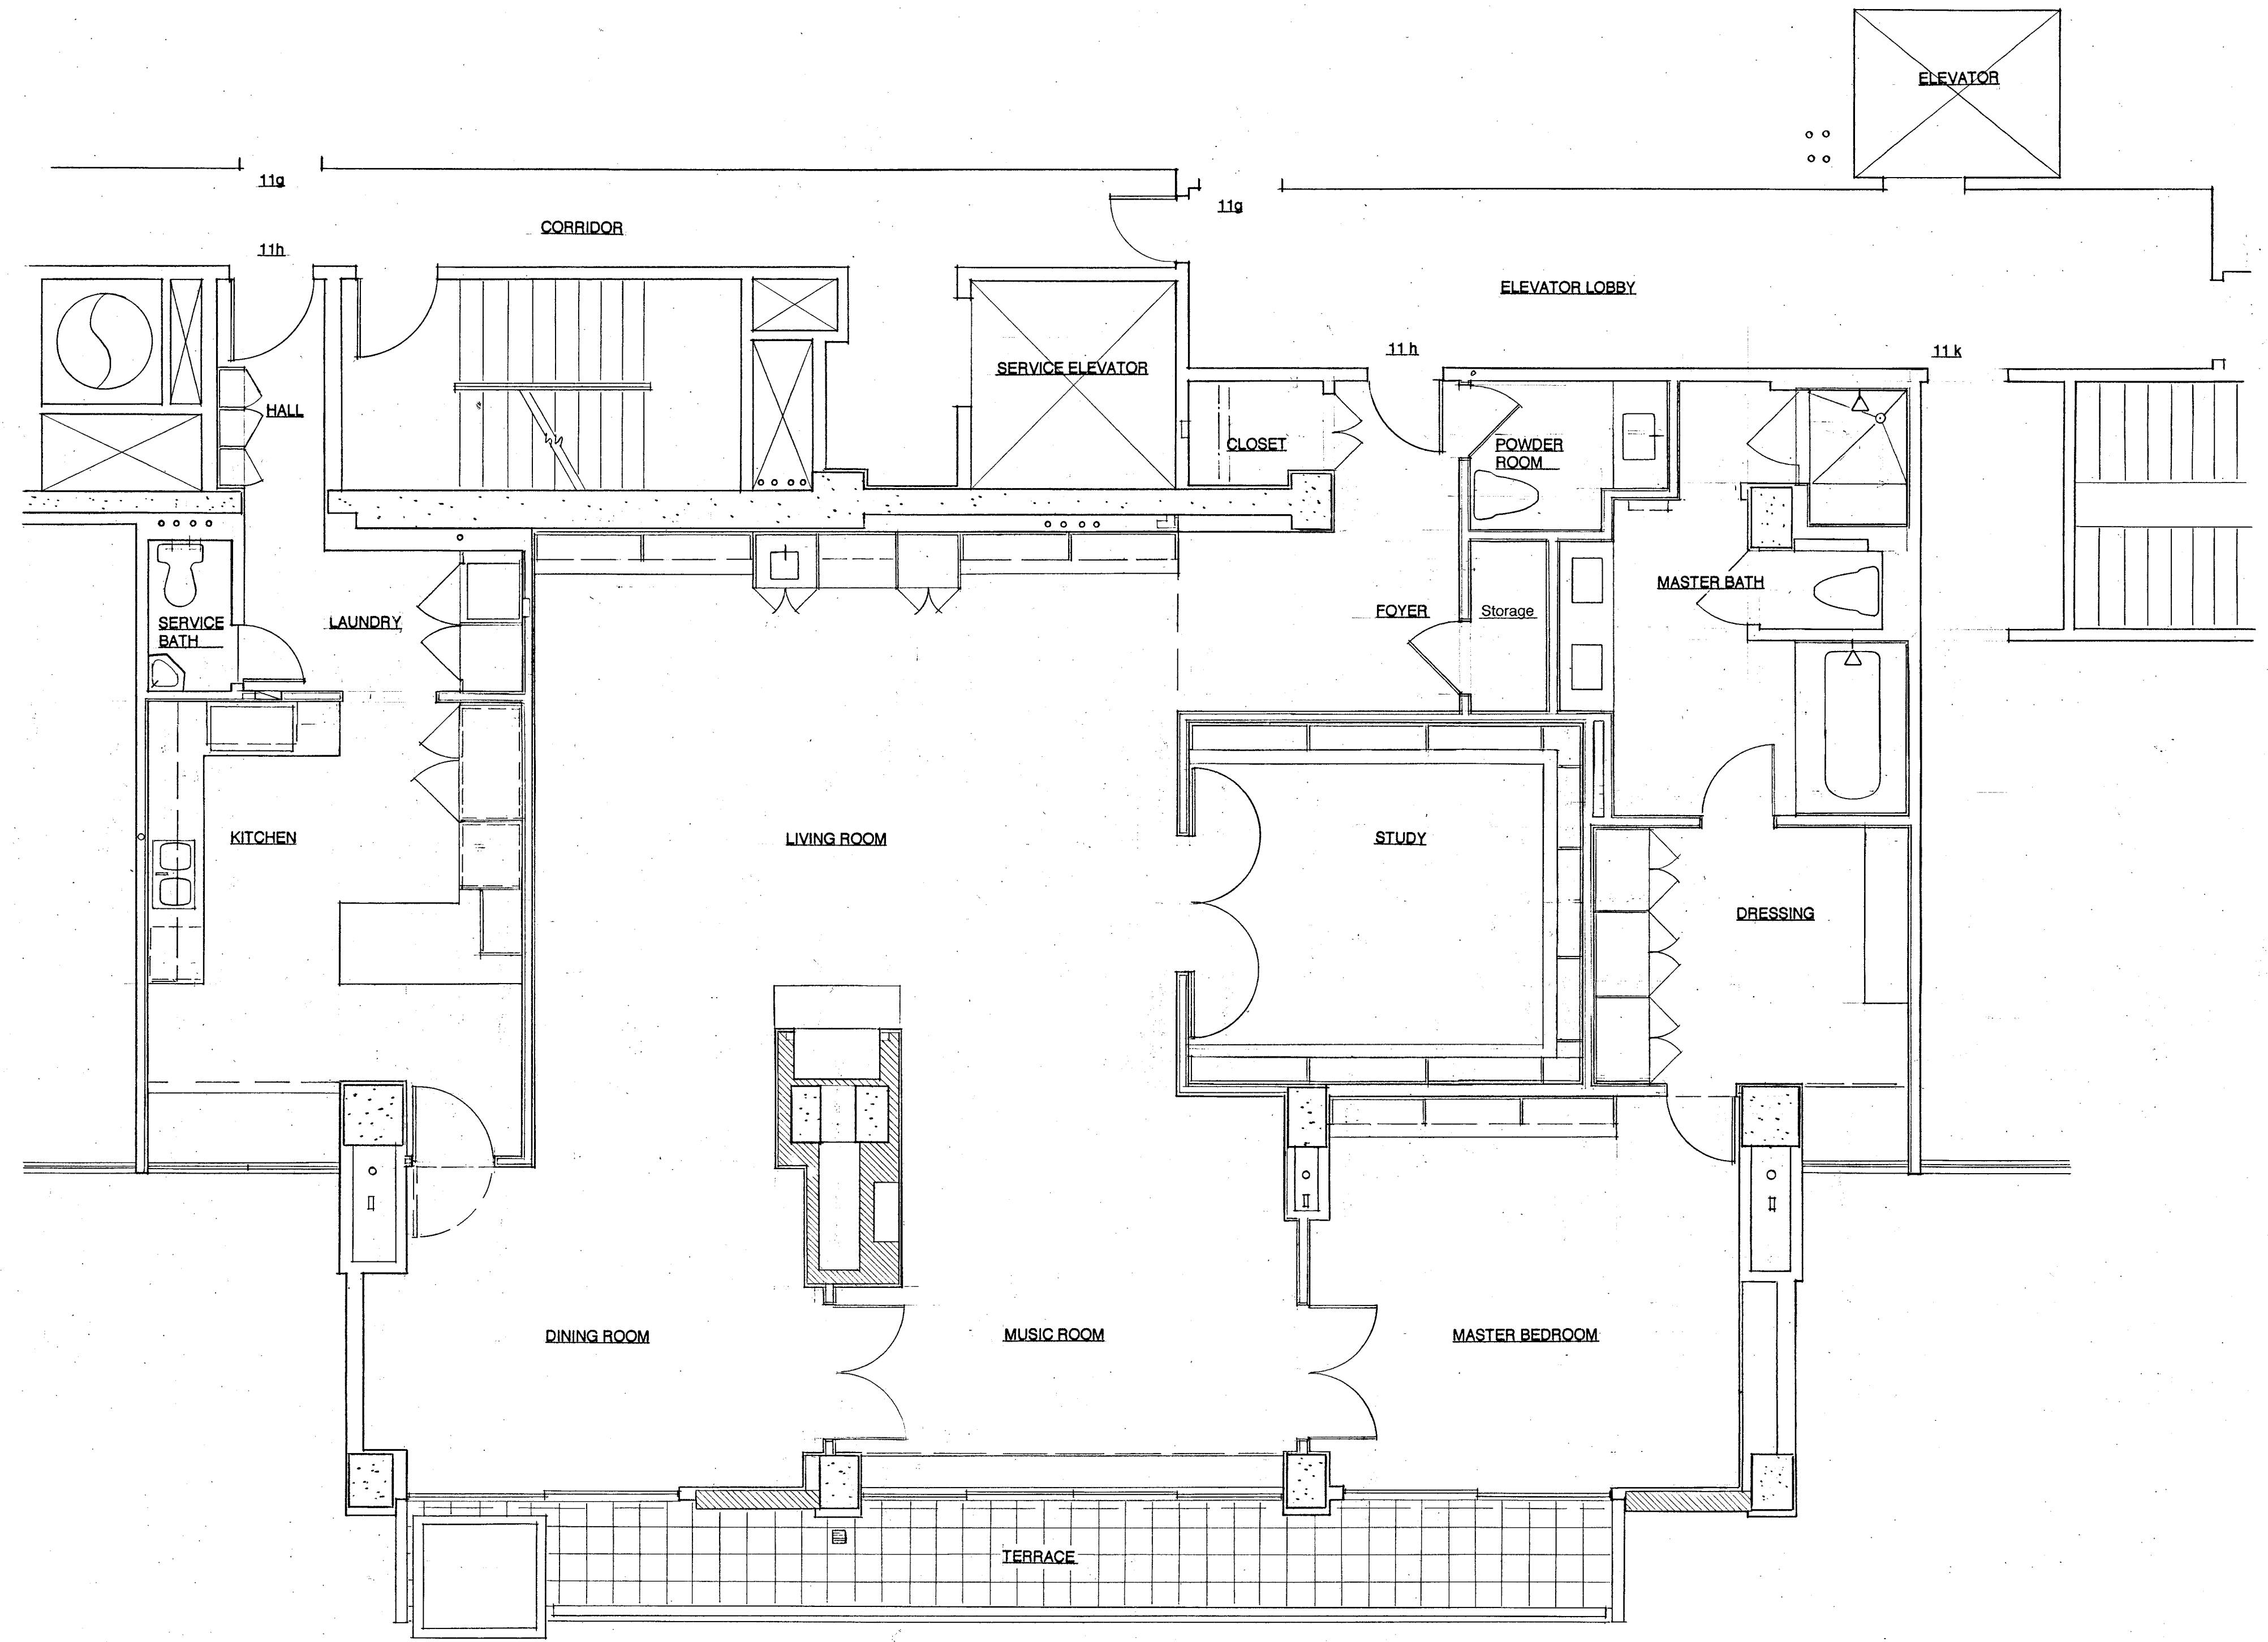 ELEVATOR
11g
11g
CORRIDOR
11h
ELEVATOR LOBBY
11 h
11 k
SERVICE ELEVATOR
HALL
CLOSET
POWDER
ROOM
MASTER BATH
FOYER
Storage
SERVICE
BATH
LAUNDRY
KITCHEN
LIVING ROOM
STUDY
DRESSING
DINING ROOM
MUSIC ROOM
MASTER BEDROOM
TERRACE